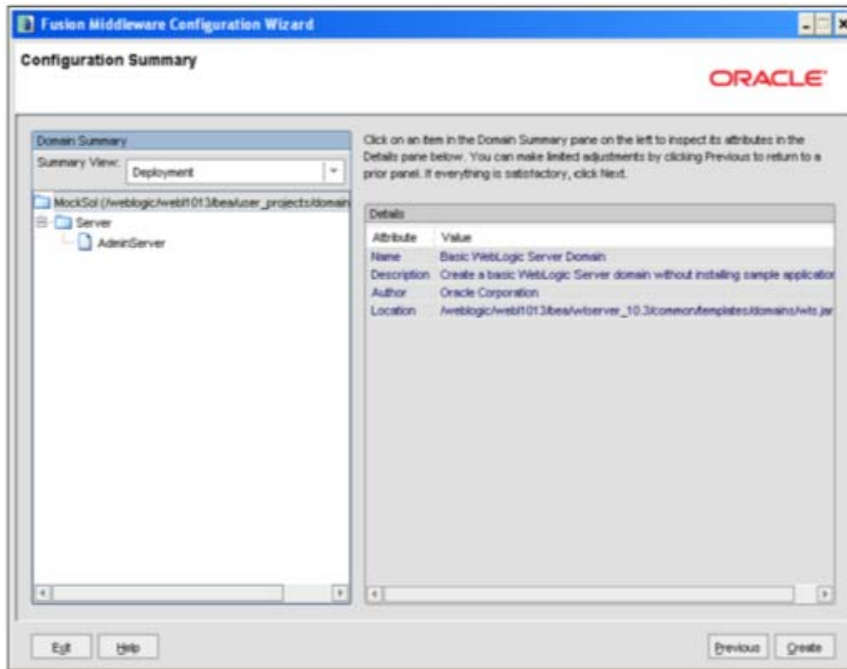 Fusion Middleware Configuration Wizard
Configuration Summary
ORACLE
Domain Summary
Summary View:
Deployment
MockSol (/weblogic/webl1013/bea/user_projects/domain
Server
AdminServer
Click on an item in the Domain Summary pane on the left to inspect its attributes in the
Details pane below. You can make limited adjustments by clicking Previous to return to a
prior panel. If everything is satisfactory, click Next.
Details
Attribute Value
Name Basic WebLogic Server Domain
Description Create a basic WebLogic Server domain without installing sample application
Author Oracle Corporation
Location /weblogic/webl1013/bea/wlserver_10.3/common/templates/domains/wls.jar
Exit Help Previous Create